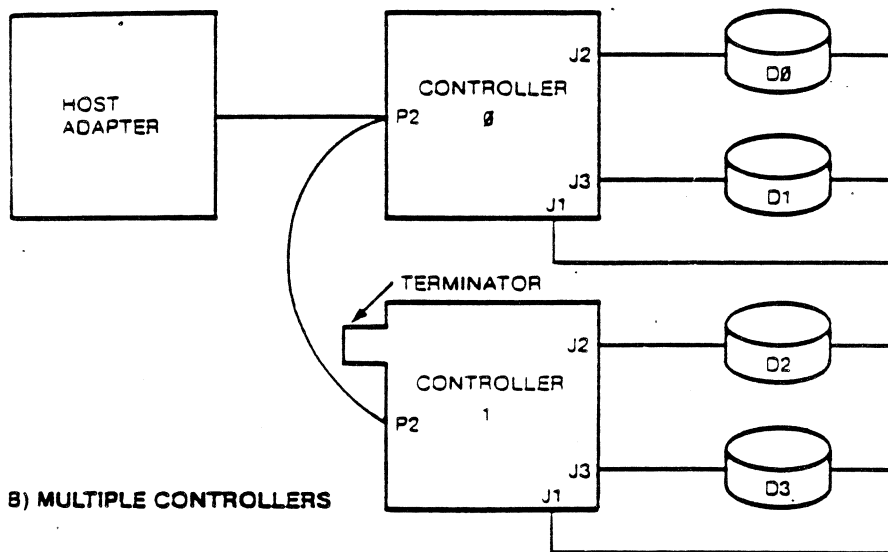 HOST
ADAPTER
CONTROLLER
Ø
P2
J2
J3
J1
DØ
D1
TERMINATOR
CONTROLLER
1
P2
J2
J3
J1
D2
D3
B) MULTIPLE CONTROLLERS